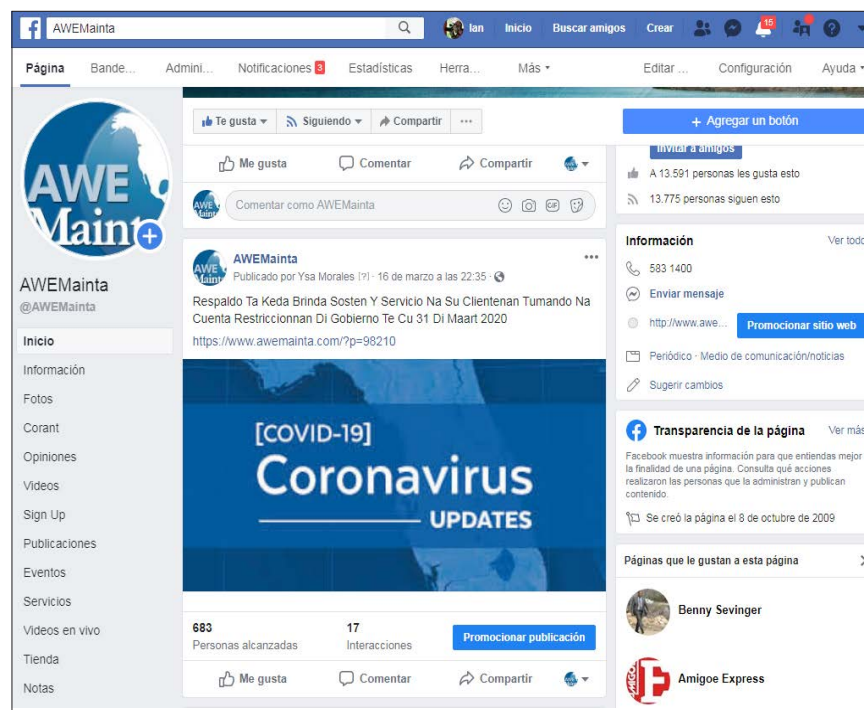 AWEMainta
Ian
Inicio
Buscar amigos
Crear
15
Página
Bande...
Admini...
Notificaciones 3
Estadísticas
Herra...
Más
Editar ...
Configuración
Ayuda
AWE
Mainta
AWEMainta
@AWEMainta
Inicio
Información
Fotos
Corant
Opiniones
Videos
Sign Up
Publicaciones
Eventos
Servicios
Videos en vivo
Tienda
Notas
Te gusta
Siguiendo
Compartir
...
Me gusta
Comentar
Compartir
Comentar como AWEMainta
GIF
AWEMainta
Publicado por Ysa Morales [?] · 16 de marzo a las 22:35 ·
Respaldo Ta Keda Brinda Sosten Y Servicio Na Su Clientenan Tumando Na
Cuenta Restriccionnan Di Gobierno Te Cu 31 Di Maart 2020
https://www.awemainta.com/?p=98210
[COVID-19]
Coronavirus
UPDATES
683
Personas alcanzadas
17
Interacciones
Promocionar publicación
Me gusta
Comentar
Compartir
+ Agregar un botón
Invitar a amigos
A 13.591 personas les gusta esto
13.775 personas siguen esto
Información
Ver todo
583 1400
Enviar mensaje
http://www.awe...
Promocionar sitio web
Periódico · Medio de comunicación/noticias
Sugerir cambios
Transparencia de la página
Ver más
Facebook muestra información para que entiendas mejor
la finalidad de una página. Consulta qué acciones
realizaron las personas que la administran y publican
contenido.
Se creó la página el 8 de octubre de 2009
Páginas que le gustan a esta página
Benny Sevinger
Amigoe Express